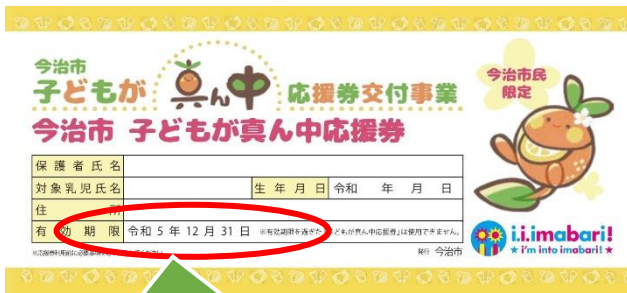 今治市
子どもが 真ん中 応援券交付事業
今治市民
限定
今治市 子どもが真ん中応援券
保護者氏名
対象乳児氏名 生年月日 令和 年 月 日
住 所
有効期限 令和 5 年 12 月 31 日 ※有効期限を過ぎた「子どもが真ん中応援券」は使用できません。
発行 今治市
i.i.imabari!
★ i'm into imabari! ★